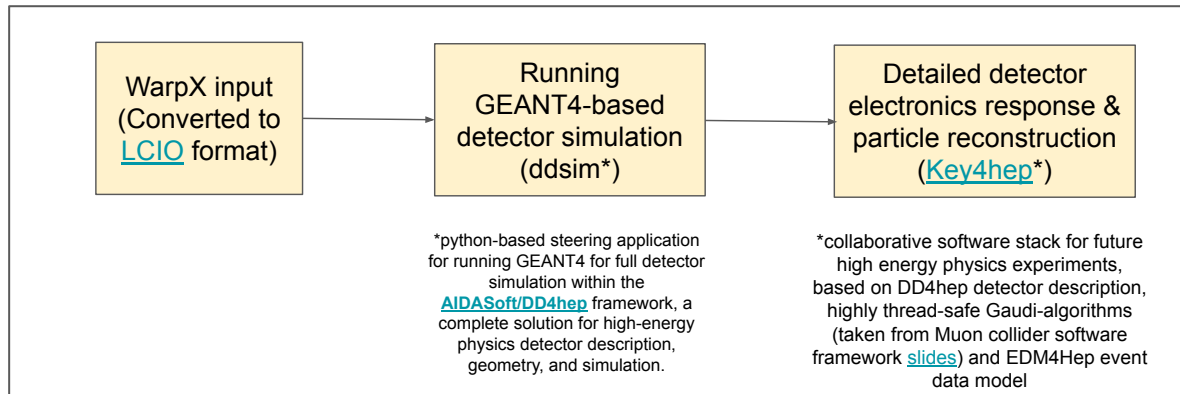 WarpX input
(Converted to
LCIO format)
Running
GEANT4-based
detector simulation
(ddsim*)
Detailed detector
electronics response &
particle reconstruction
(Key4hep*)
*python-based steering application
for running GEANT4 for full detector
simulation within the
AIDASoft/DD4hep framework, a
complete solution for high-energy
physics detector description,
geometry, and simulation.
*collaborative software stack for future
high energy physics experiments,
based on DD4hep detector description,
highly thread-safe Gaudi-algorithms
(taken from Muon collider software
framework slides) and EDM4Hep event
data model